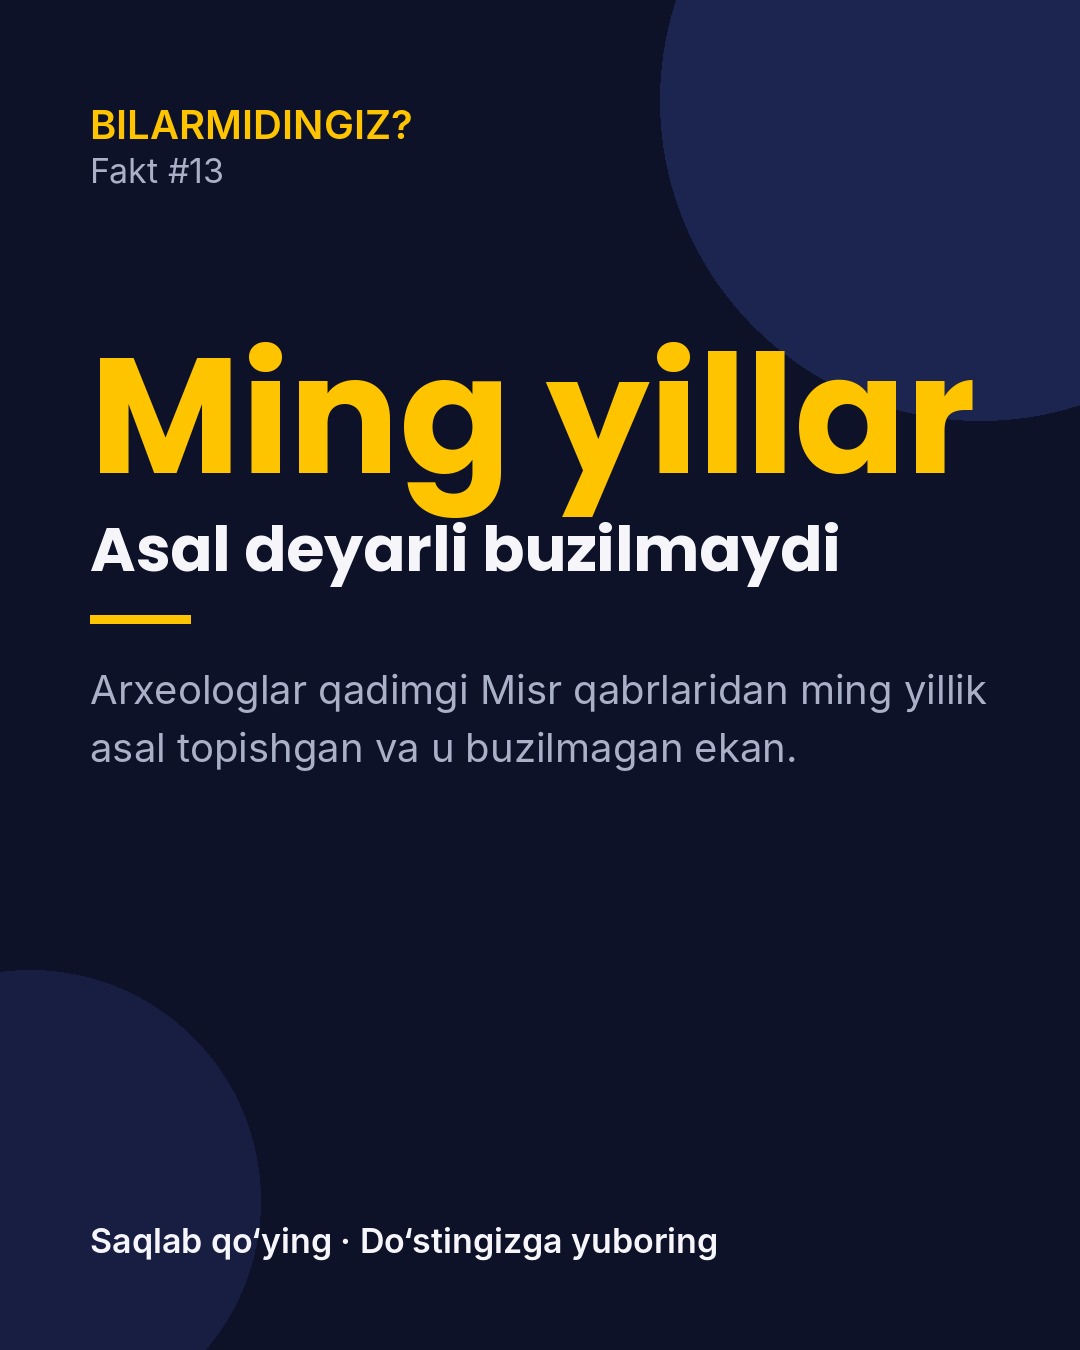 BILARMIDINGIZ?
Fakt #13
Ming yillar
Asal deyarli buzilmaydi
Arxeologlar qadimgi Misr qabrlaridan ming yillik
asal topishgan va u buzilmagan ekan.
Saqlab qo‘ying · Do‘stingizga yuboring